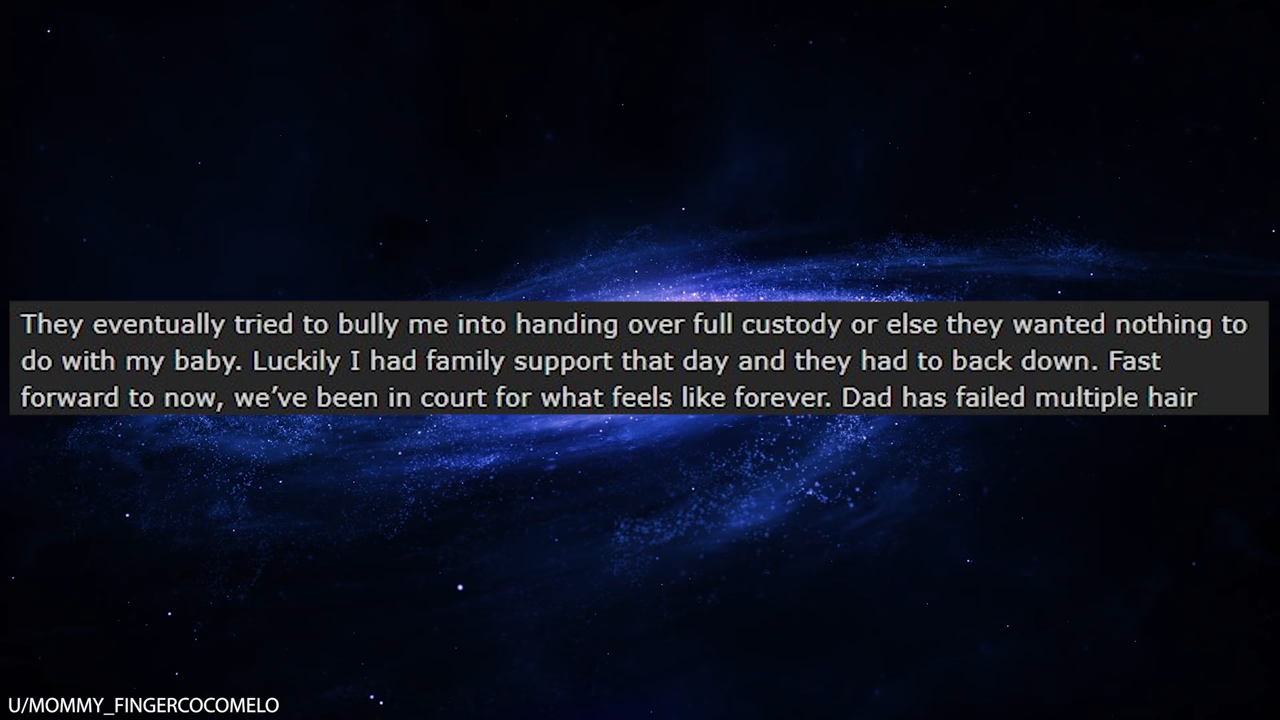 They eventually tried to bully me into handing over full custody or else they wanted nothing to
do with my baby. Luckily I had family support that day and they had to back down. Fast
forward to now, we’ve been in court for what feels like forever. Dad has failed multiple hair
U/MOMMY_FINGERCOCOMELO